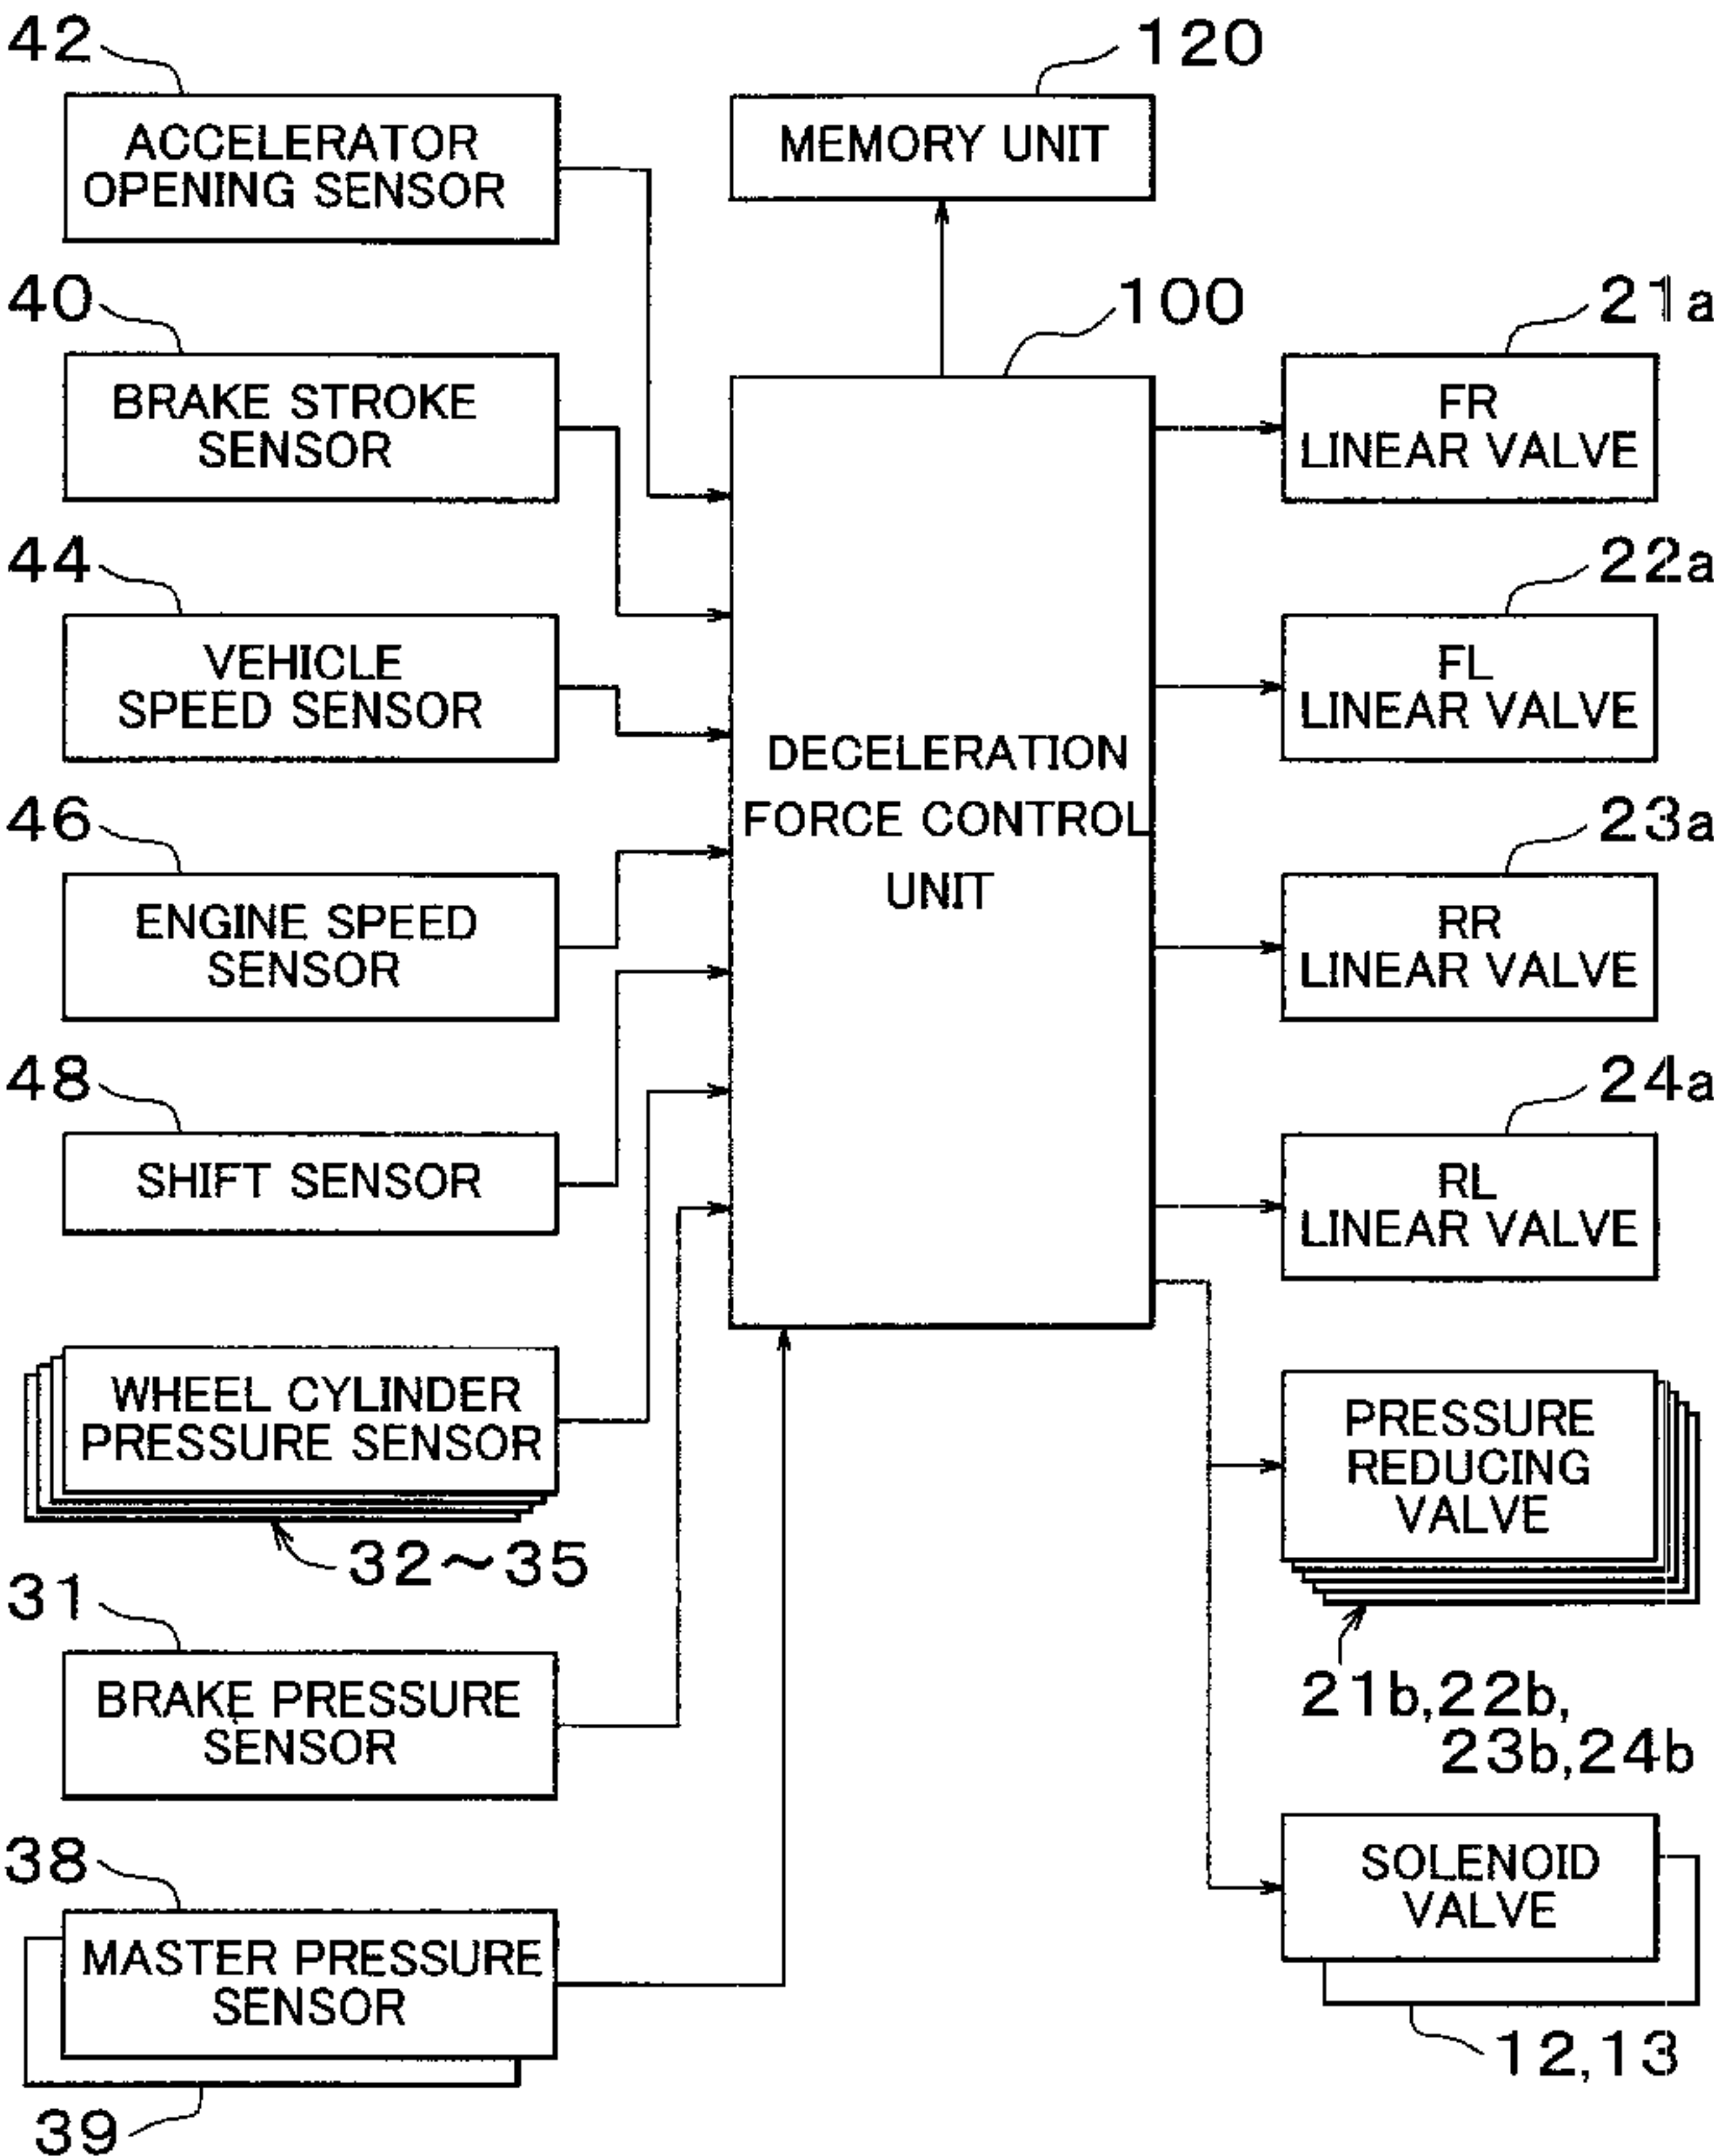 42
ACCELERATOR
OPENING SENSOR
120
MEMORY UNIT
40
BRAKE STROKE
SENSOR
100
DECELERATION
FORCE CONTROL
UNIT
21a
FR
LINEAR VALVE
44
VEHICLE
SPEED SENSOR
22a
FL
LINEAR VALVE
46
ENGINE SPEED
SENSOR
23a
RR
LINEAR VALVE
48
SHIFT SENSOR
24a
RL
LINEAR VALVE
WHEEL CYLINDER
PRESSURE SENSOR
32~35
PRESSURE
REDUCING
VALVE
21b,22b,
23b,24b
31
BRAKE PRESSURE
SENSOR
38
MASTER PRESSURE
SENSOR
39
SOLENOID
VALVE
12,13